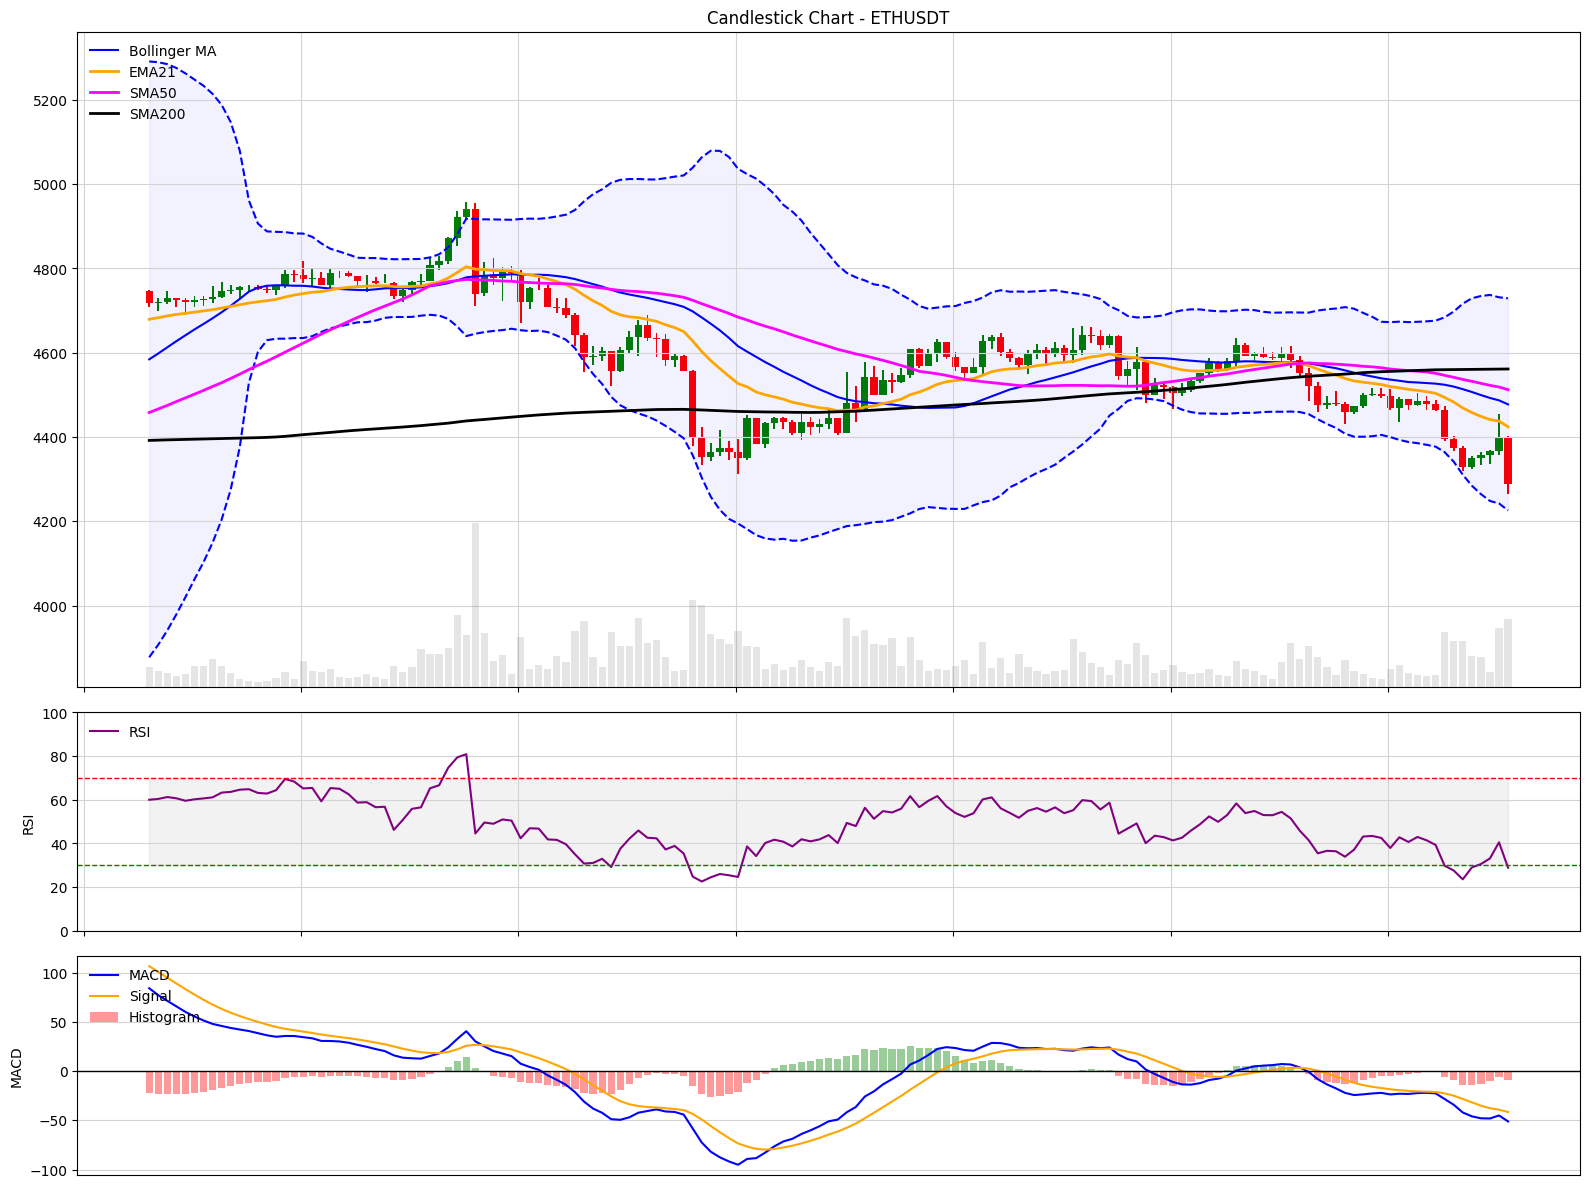 Candlestick Chart - ETHUSDT
Bollinger MA
EMA21
SMA50
SMA200
5200
5000
4800
4600
4400
4200
4000
RSI
100
80
60
40
20
0
RSI
MACD
Signal
Histogram
100
50
0
−50
−100
MACD